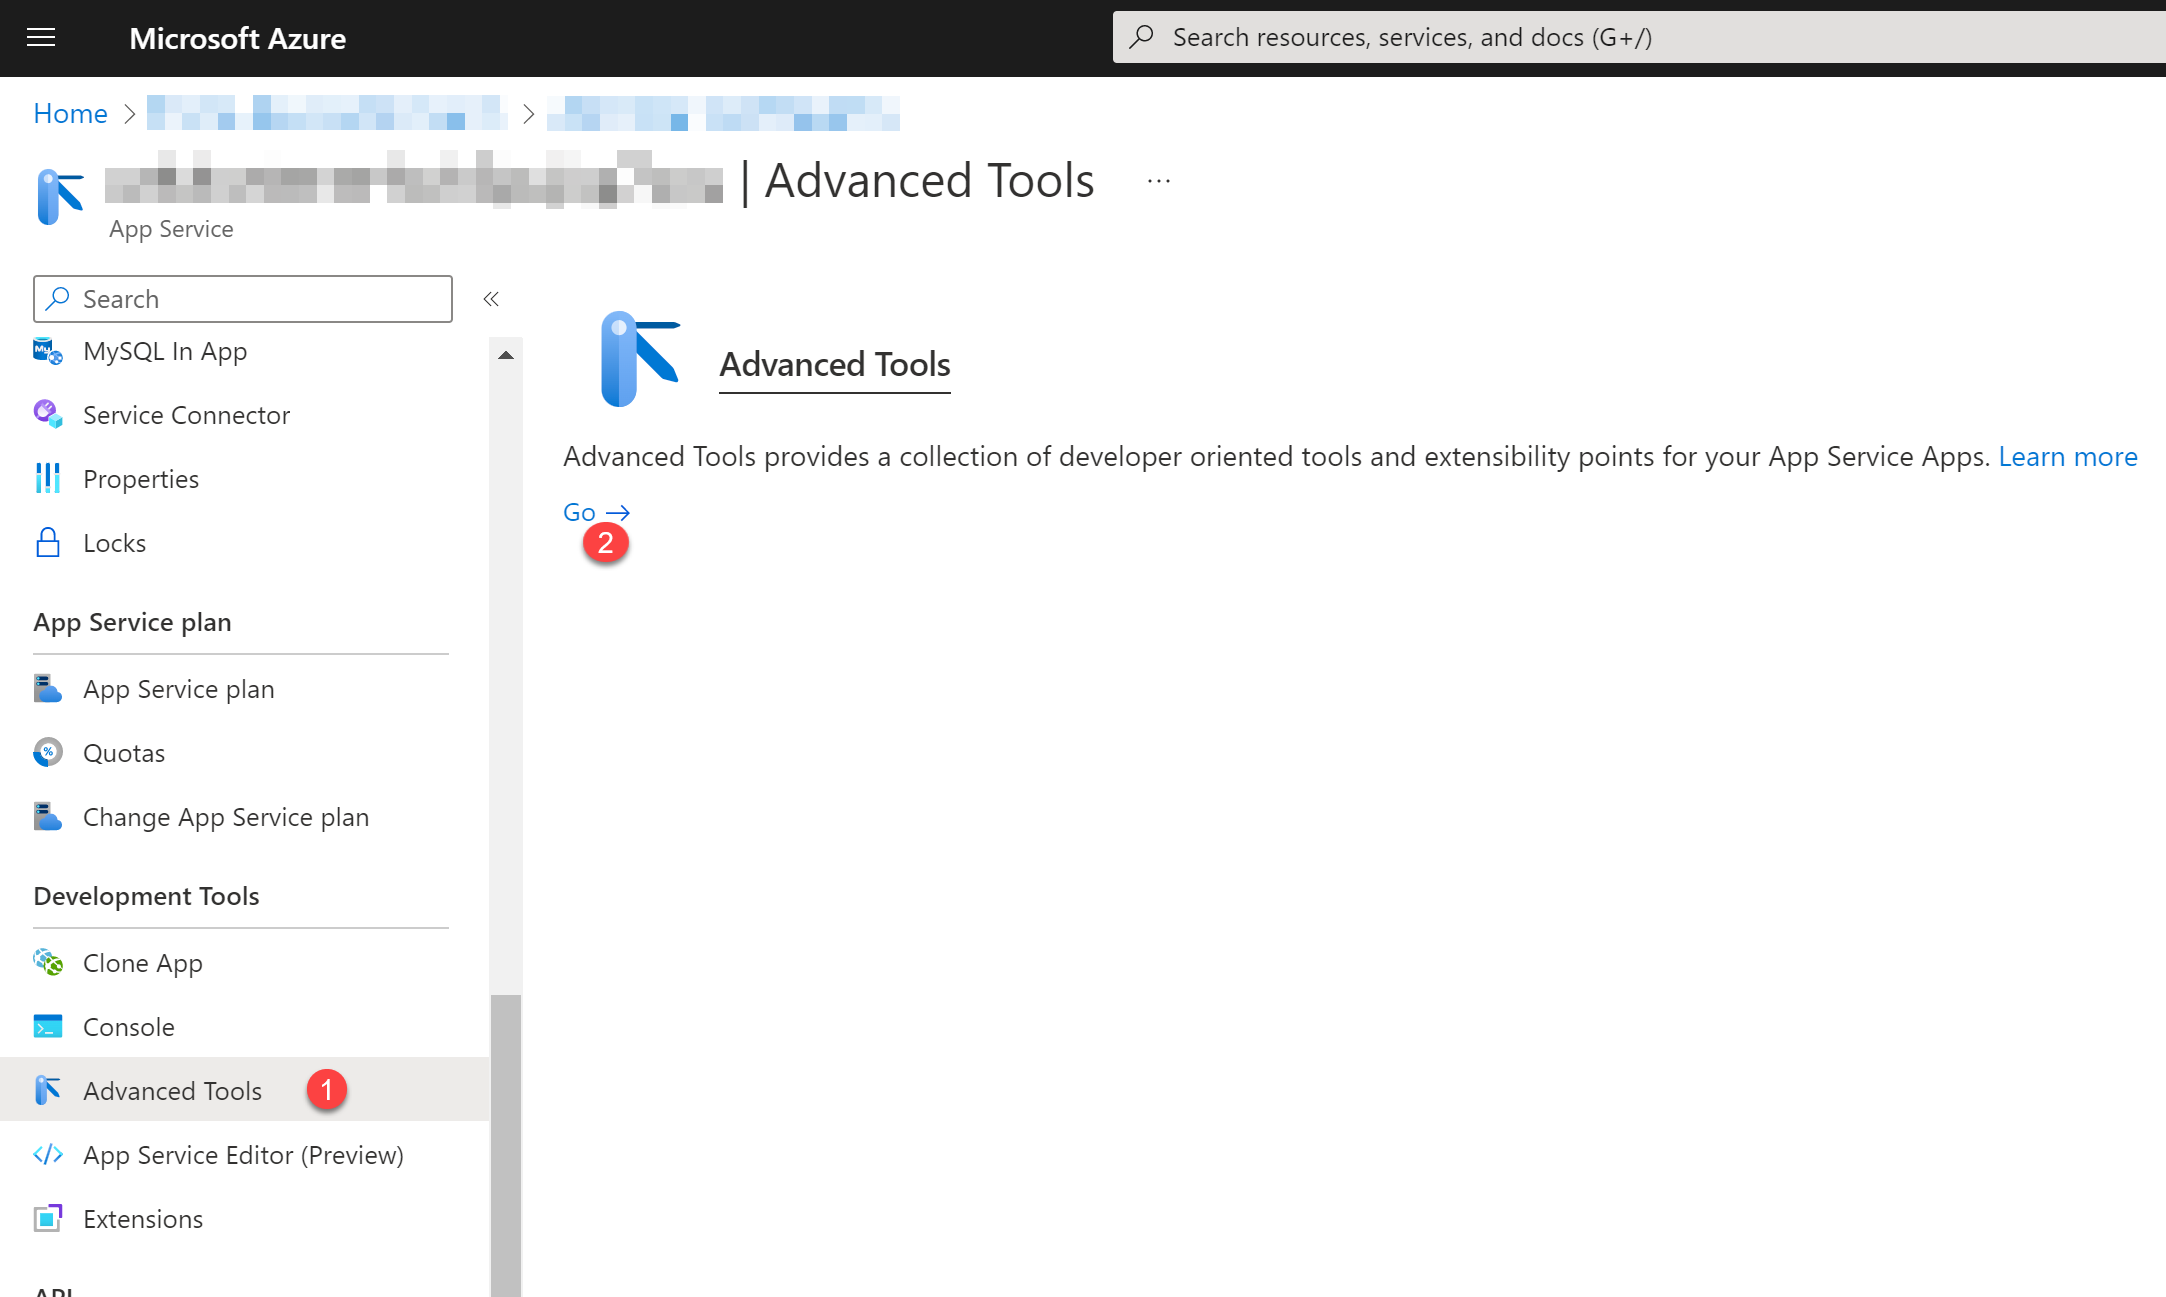 Microsoft Azure
Search resources, services, and docs (G+/)
Home
| Advanced Tools ...
App Service
Search
MySQL In App
Service Connector
Properties
Locks
App Service plan
App Service plan
Quotas
Change App Service plan
Development Tools
Clone App
Console
Advanced Tools 1
App Service Editor (Preview)
Extensions
API
Advanced Tools
Advanced Tools provides a collection of developer oriented tools and extensibility points for your App Service Apps. Learn more
Go →
2